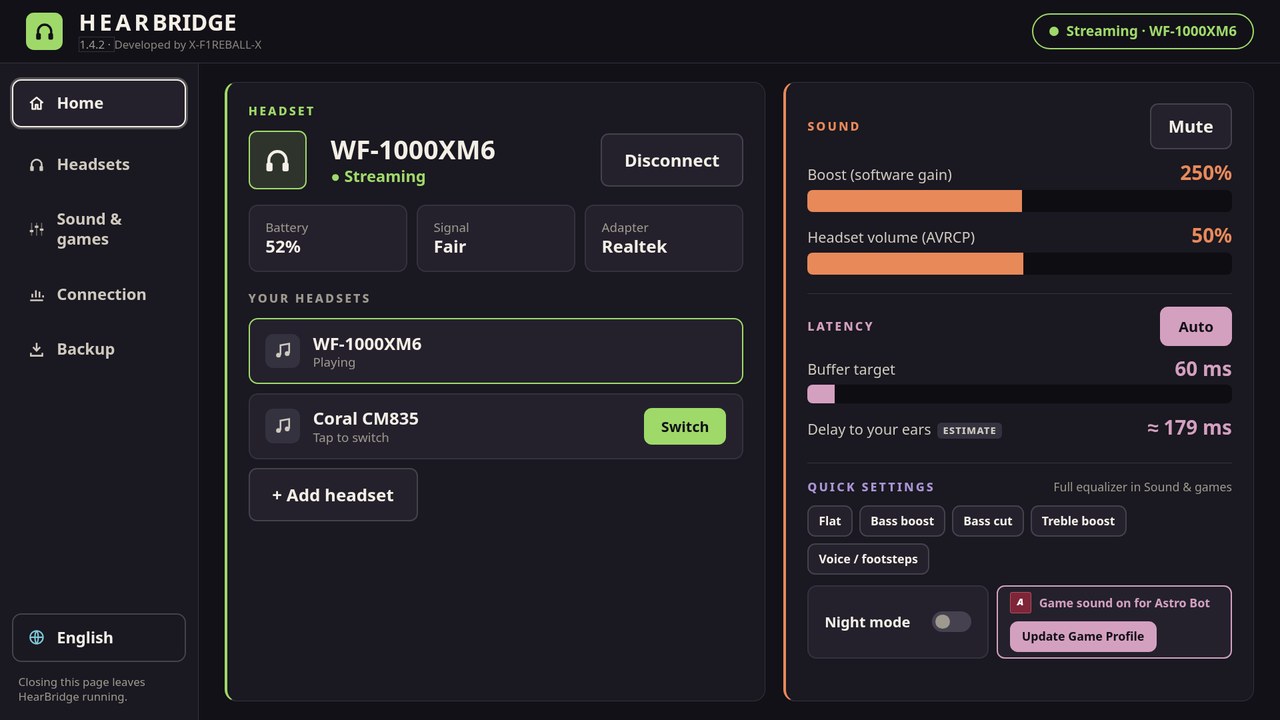 HEARBRIDGE
1.4.2 · Developed by X-F1REBALL-X
Streaming · WF-1000XM6
Home
Headsets
Sound &
games
Connection
Backup
English
Closing this page leaves
HearBridge running.
HEADSET
WF-1000XM6
Streaming
Disconnect
Battery
52%
Signal
Fair
Adapter
Realtek
YOUR HEADSETS
WF-1000XM6
Playing
Coral CM835
Tap to switch
Switch
+ Add headset
SOUND
Mute
Boost (software gain)
250%
Headset volume (AVRCP)
50%
LATENCY
Auto
Buffer target
60 ms
Delay to your ears ESTIMATE
≈ 179 ms
QUICK SETTINGS
Full equalizer in Sound & games
Flat
Bass boost
Bass cut
Treble boost
Voice / footsteps
Night mode
A
Game sound on for Astro Bot
Update Game Profile